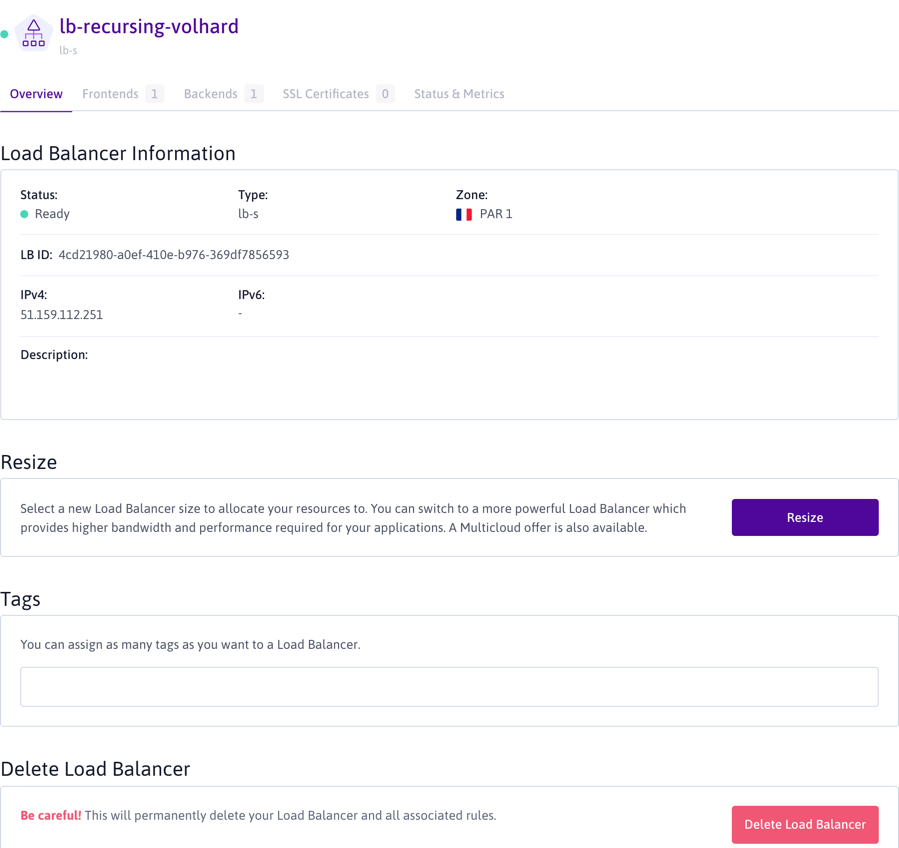 lb-recursing-volhard
lb-s
Overview Frontends 1 Backends 1 SSL Certificates 0 Status & Metrics
Load Balancer Information
Status: Type: Zone:
Ready lb-s PAR 1
LB ID: 4cd21980-a0ef-410e-b976-369df7856593
IPv4: IPv6:
51.159.112.251 -
Description:
Resize
Select a new Load Balancer size to allocate your resources to. You can switch to a more powerful Load Balancer which
provides higher bandwidth and performance required for your applications. A Multicloud offer is also available.
Resize
Tags
You can assign as many tags as you want to a Load Balancer.
Delete Load Balancer
Be careful! This will permanently delete your Load Balancer and all associated rules.
Delete Load Balancer